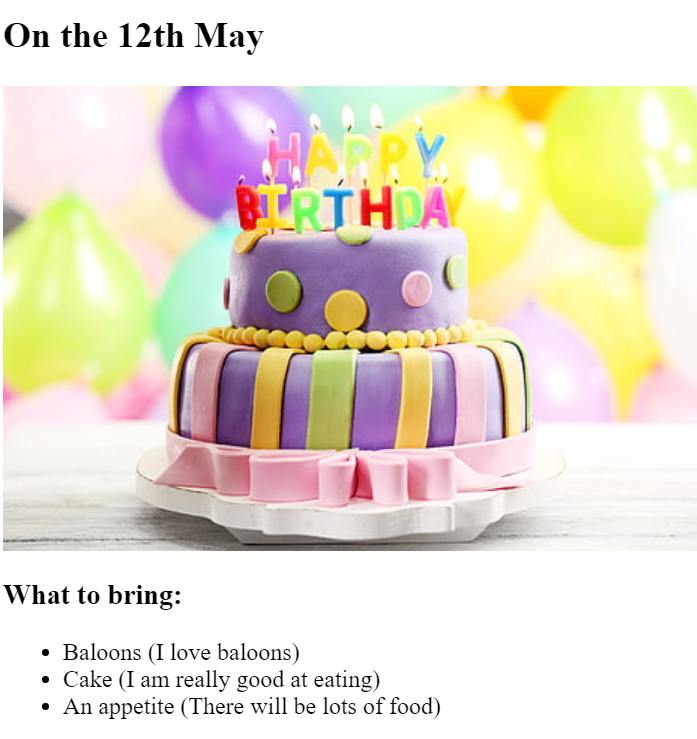 On the 12th May
HAPPY
BIRTHDAY
What to bring:
Baloons (I love baloons)
Cake (I am really good at eating)
An appetite (There will be lots of food)